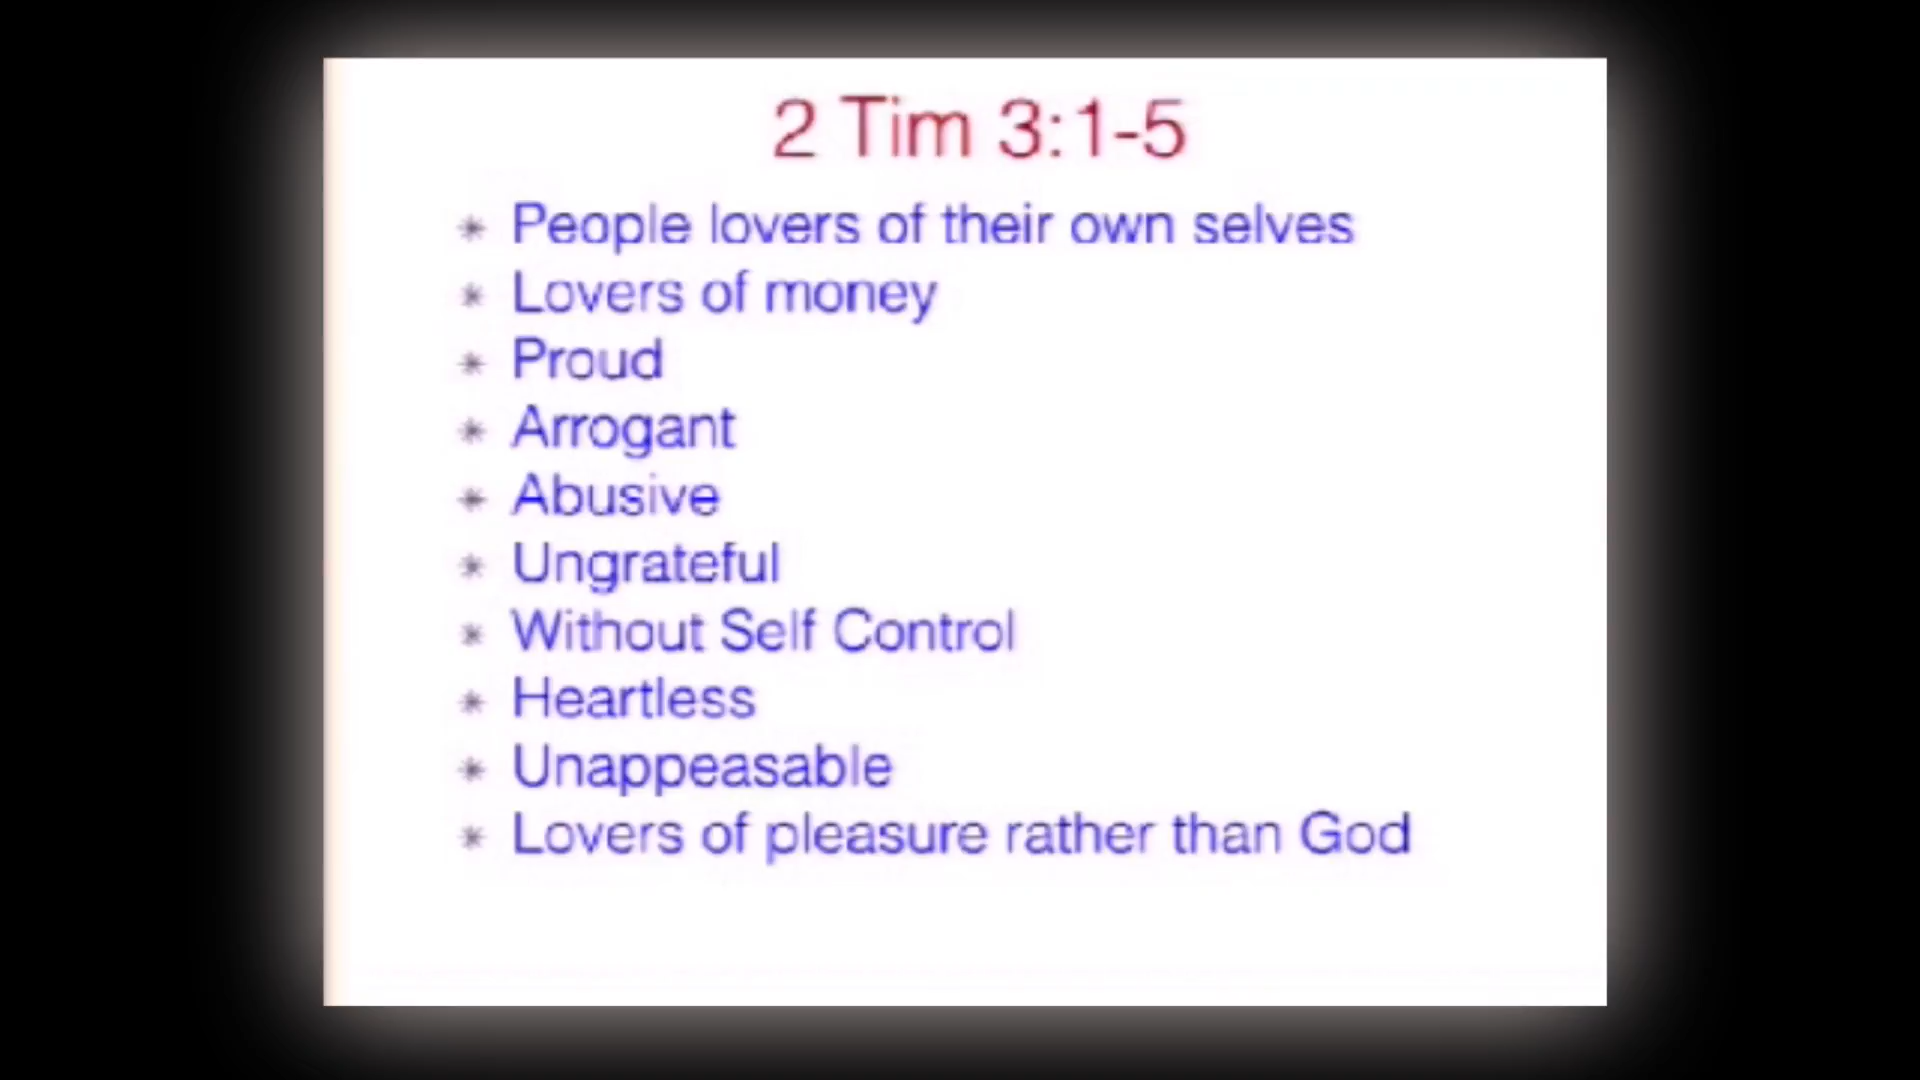 2 Tim 3:1-5
* People lovers of their own selves
* Lovers of money
* Proud
* Arrogant
* Abusive
* Ungrateful
* Without Self Control
* Heartless
* Unappeasable
* Lovers of pleasure rather than God